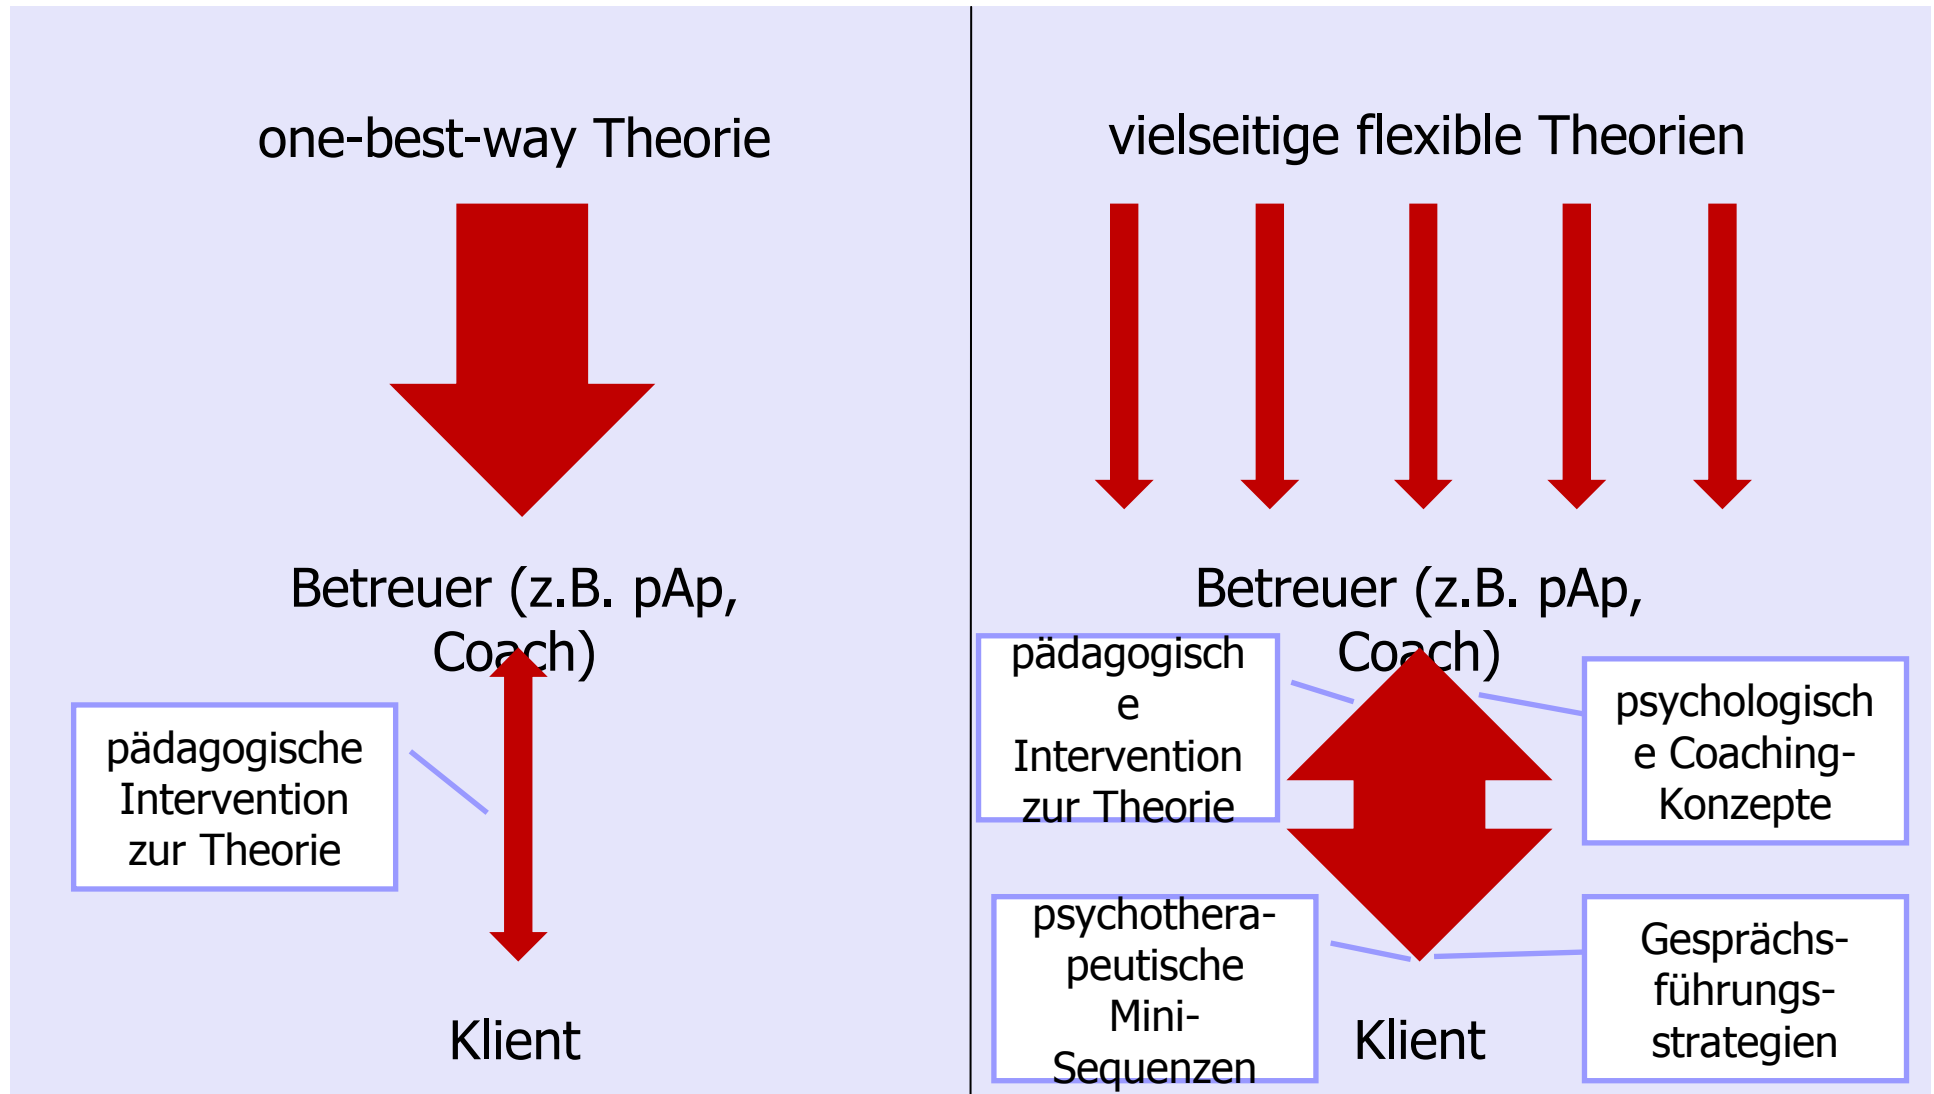 one-best-way Theorie
Betreuer (z.B. pAp,
Coach)
pädagogische
Intervention
zur Theorie
Klient
vielseitige flexible Theorien
Betreuer (z.B. pAp,
Coach)
pädagogisch
e
Intervention
zur Theorie
psychologisch
e Coaching-
Konzepte
psychothera-
peutische
Mini-
Sequenzen
Gesprächs-
führungs-
strategien
Klient